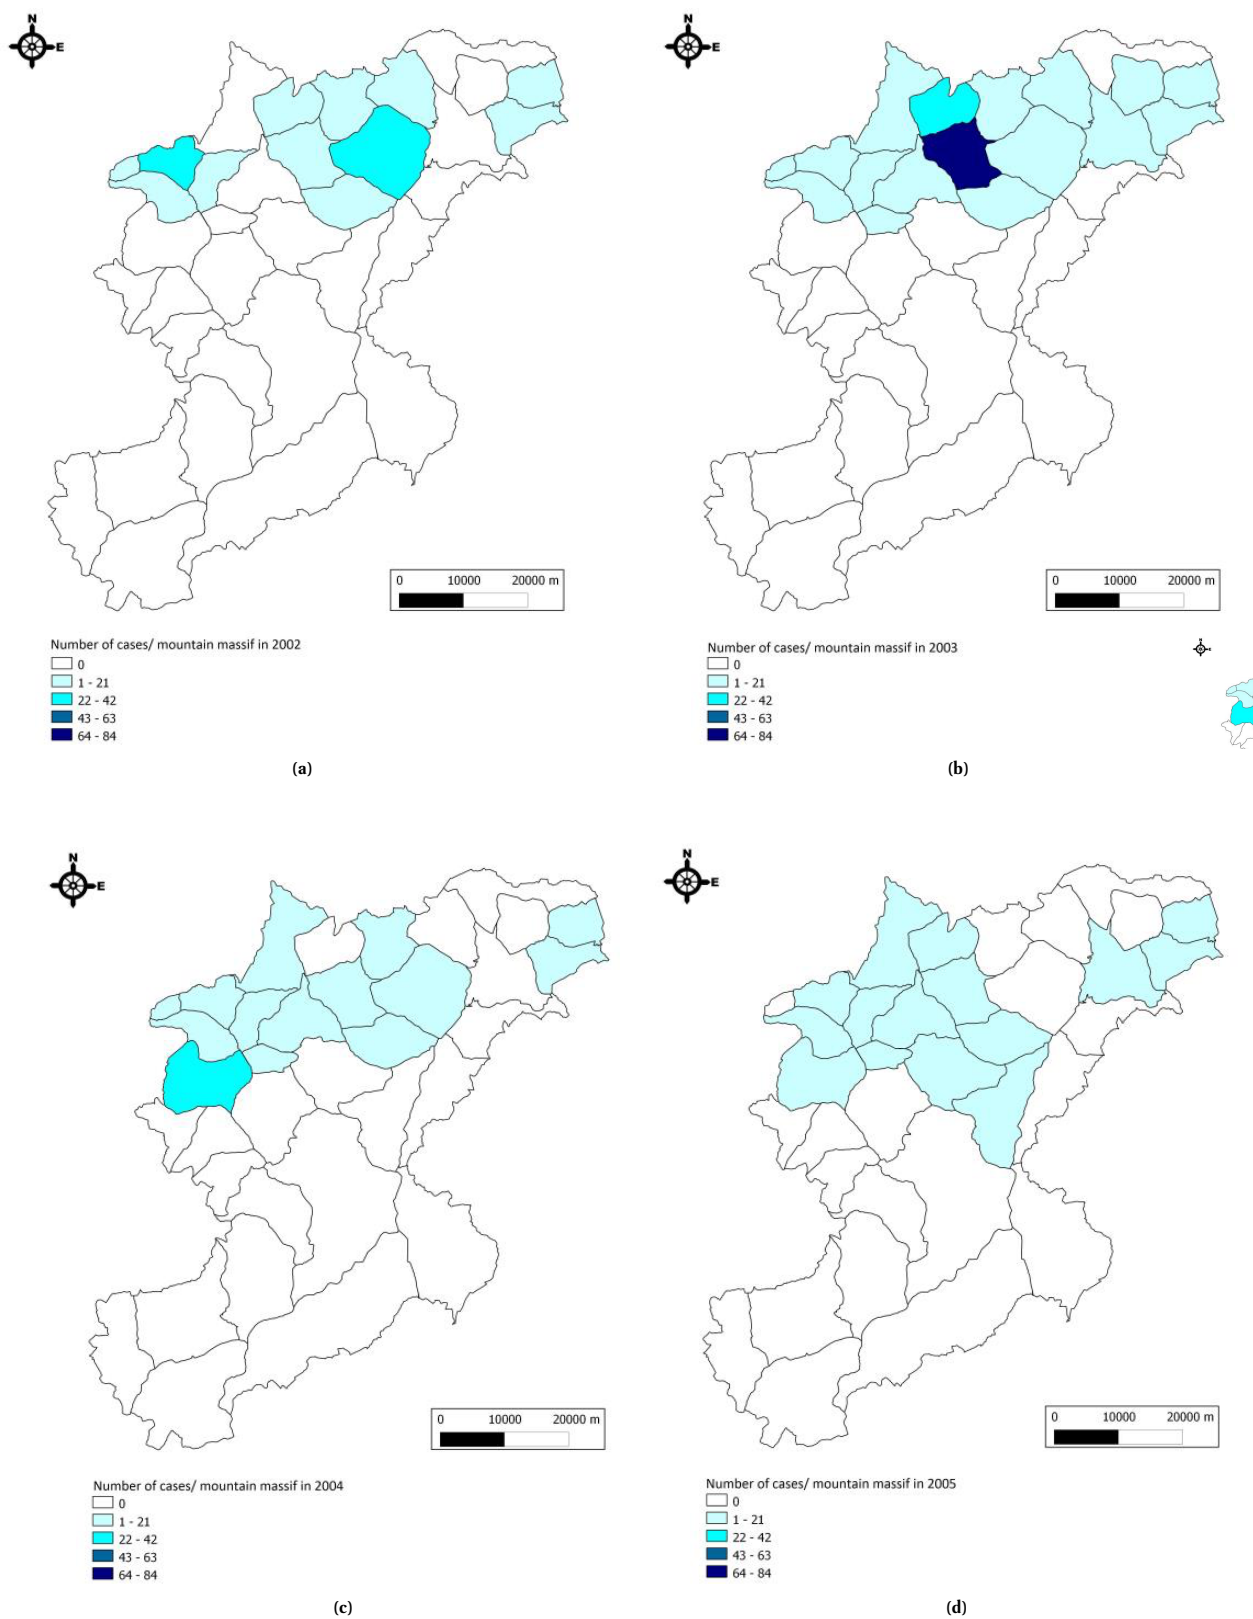 N
E
0 10000 20000 m
Number of cases/ mountain massif in 2002
0
1 - 21
22 - 42
43 - 63
64 - 84
(a)
N
E
0 10000 20000 m
Number of cases/ mountain massif in 2003
0
1 - 21
22 - 42
43 - 63
64 - 84
(b)
N
E
0 10000 20000 m
Number of cases/ mountain massif in 2004
0
1 - 21
22 - 42
43 - 63
64 - 84
(c)
N
E
0 10000 20000 m
Number of cases/ mountain massif in 2005
0
1 - 21
22 - 42
43 - 63
64 - 84
(d)